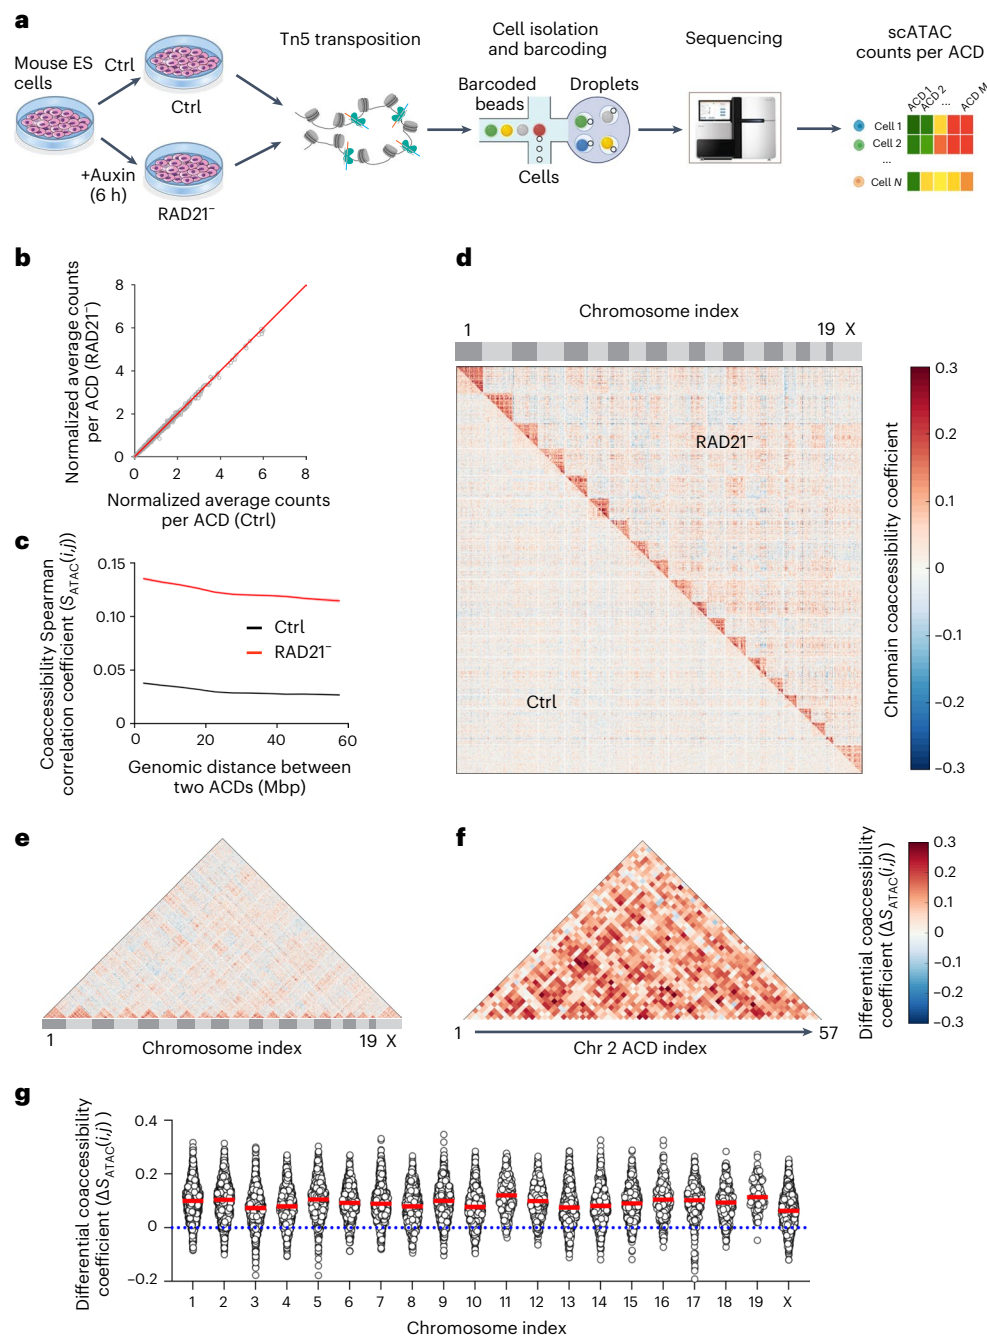 a
Mouse ES
cells
Ctrl
Ctrl
+Auxin
(6 h)
RAD21⁻
Tn5 transposition
Cell isolation
and barcoding
Barcoded
beads
Droplets
Cells
Sequencing
scATAC
counts per ACD
ACD 1
ACD 2
...
ACD M
Cell 1
Cell 2
...
Cell N
b
Normalized average counts
per ACD (RAD21⁻)
8
6
4
2
0
0 2 4 6 8
Normalized average counts
per ACD (Ctrl)
c
Coaccessibility Spearman
correlation coefficient (S_ATAC(i,j))
0.15
0.10
0.05
0
Ctrl
RAD21⁻
0 20 40 60
Genomic distance between
two ACDs (Mbp)
d
Chromosome index
1 19 X
RAD21⁻
Ctrl
0.3
0.2
0.1
0
–0.1
–0.2
–0.3
Chromain coaccessibility coefficient
e
1 19 X
Chromosome index
f
1 57
Chr 2 ACD index
Differential coaccessibility
coefficient (ΔS_ATAC(i,j) )
0.3
0.2
0.1
0
–0.1
–0.2
–0.3
g
Differential coaccessibility
coefficient (ΔS_ATAC(i,j) )
0.4
0.2
0
–0.2
1 2 3 4 5 6 7 8 9 10 11 12 13 14 15 16 17 18 19 X
Chromosome index